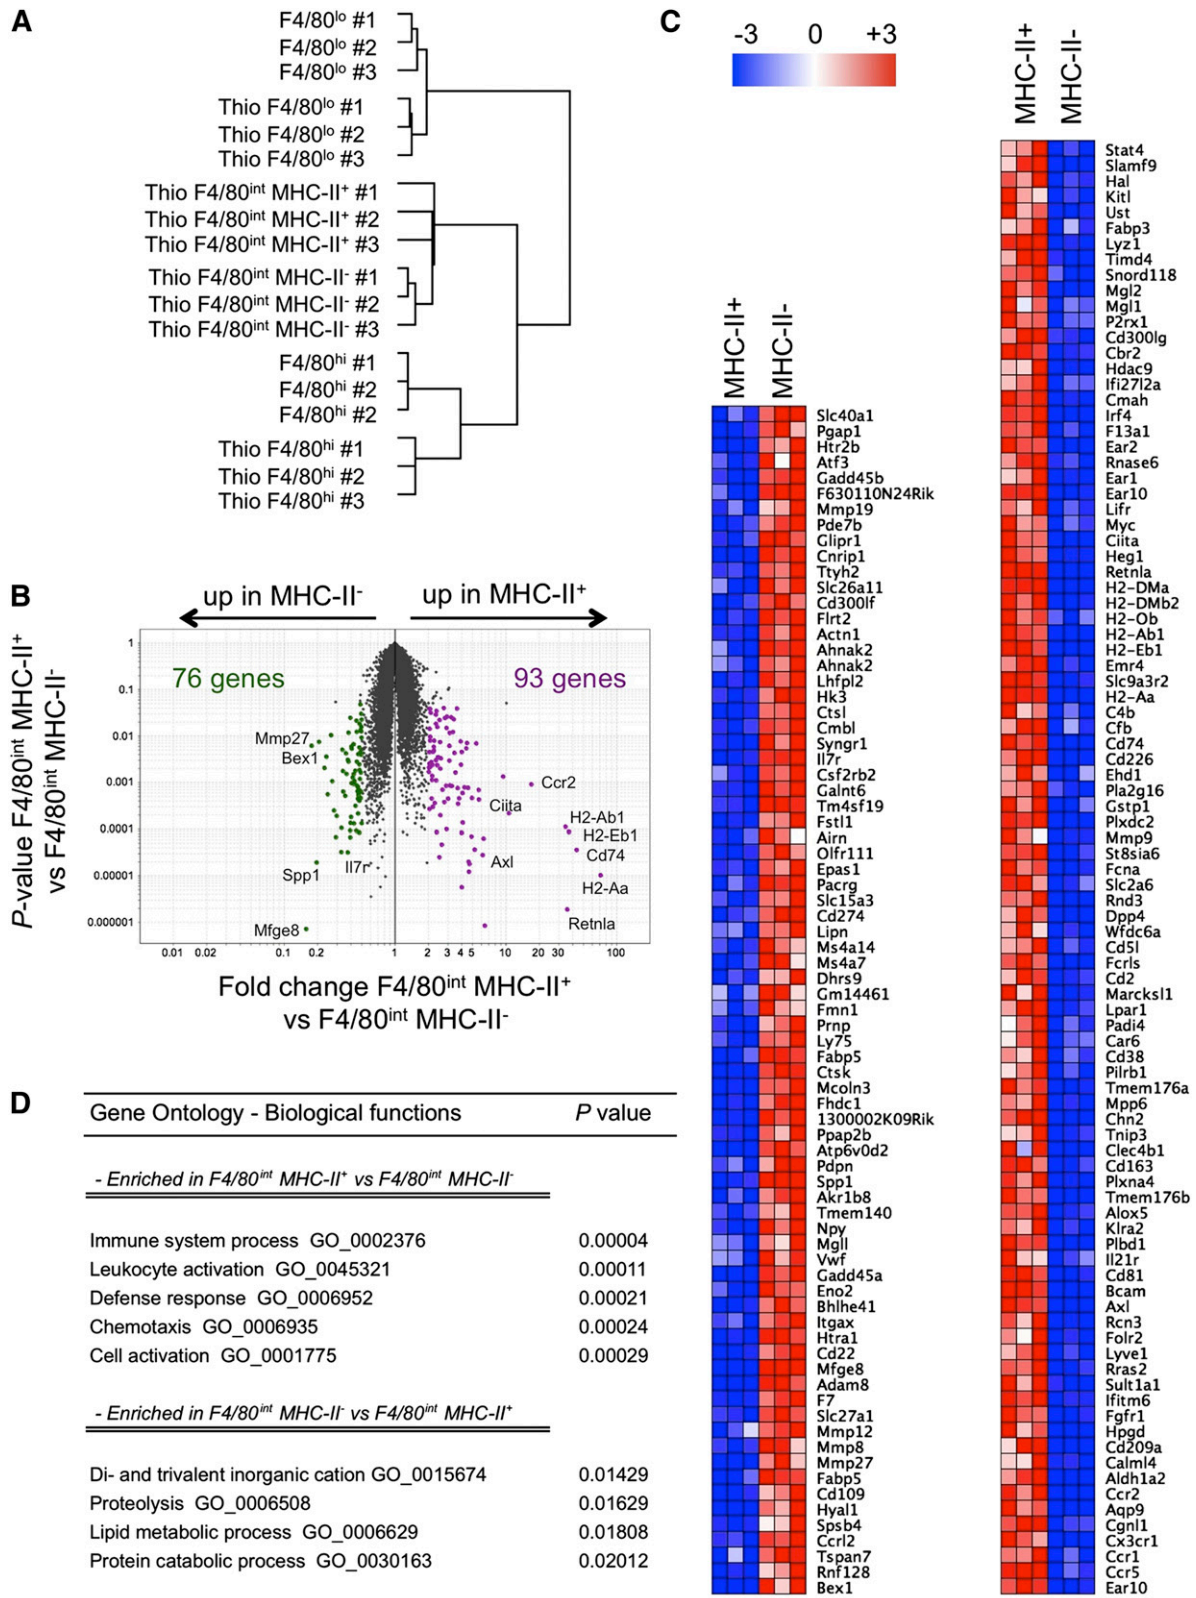 A
F4/80lo #1
F4/80lo #2
F4/80lo #3
Thio F4/80lo #1
Thio F4/80lo #2
Thio F4/80lo #3
Thio F4/80int MHC-II+ #1
Thio F4/80int MHC-II+ #2
Thio F4/80int MHC-II+ #3
Thio F4/80int MHC-II- #1
Thio F4/80int MHC-II- #2
Thio F4/80int MHC-II- #3
F4/80hi #1
F4/80hi #2
F4/80hi #2
Thio F4/80hi #1
Thio F4/80hi #2
Thio F4/80hi #3
B
up in MHC-II-
up in MHC-II+
P-value F4/80int MHC-II+
vs F4/80int MHC-II-
1
0.1
0.01
0.001
0.0001
0.00001
0.000001
76 genes
93 genes
Mmp27
Bex1
Ccr2
Ciita
H2-Ab1
H2-Eb1
Cd74
Axl
Il7r
Spp1
H2-Aa
Retnla
Mfge8
0.01 0.02 0.1 0.2 1 2 3 4 5 10 20 30 100
Fold change F4/80int MHC-II+
vs F4/80int MHC-II-
C
-3 0 +3
MHC-II+
MHC-II-
Slc40a1
Pgap1
Htr2b
Atf3
Gadd45b
F630110N24Rik
Mmp19
Pde7b
Glipr1
Cnrip1
Ttyh2
Slc26a11
Cd300lf
Flrt2
Actn1
Ahnak2
Ahnak2
Lhfpl2
Hk3
Ctsl
Cmbl
Syngr1
Il7r
Csf2rb2
Galnt6
Tm4sf19
Fstl1
Airn
Olfr111
Epas1
Pacrg
Slc15a3
Cd274
Lipn
Ms4a14
Ms4a7
Dhrs9
Gm14461
Fmn1
Prnp
Ly75
Fabp5
Ctsk
Mcoln3
Fhdc1
1300002K09Rik
Ppap2b
Atp6v0d2
Pdpn
Spp1
Akr1b8
Tmem140
Npy
Mgll
Vwf
Gadd45a
Eno2
Bhlhe41
Itgax
Htra1
Cd22
Mfge8
Adam8
F7
Slc27a1
Mmp12
Mmp8
Mmp27
Fabp5
Cd109
Hyal1
Spsb4
Ccrl2
Tspan7
Rnf128
Bex1
MHC-II+
MHC-II-
Stat4
Slamf9
Hal
Kitl
Ust
Fabp3
Lyz1
Timd4
Snord118
Mgl2
Mgl1
P2rx1
Cd300lg
Cbr2
Hdac9
Ifi27l2a
Cmah
Irf4
F13a1
Ear2
Rnase6
Ear1
Ear10
Lifr
Myc
Ciita
Heg1
Retnla
H2-DMa
H2-DMb2
H2-Ob
H2-Ab1
H2-Eb1
Emr4
Slc9a3r2
H2-Aa
C4b
Cfb
Cd74
Cd226
Ehd1
Pla2g16
Gstp1
Plxdc2
Mmp9
St8sia6
Fcna
Slc2a6
Rnd3
Dpp4
Wfdc6a
Cd5l
Fcrls
Cd2
Marcksl1
Lpar1
Padi4
Car6
Cd38
Pilrb1
Tmem176a
Mpp6
Chn2
Tnip3
Clec4b1
Cd163
Plxna4
Tmem176b
Alox5
Klra2
Plbd1
Il21r
Cd81
Bcam
Axl
Rcn3
Folr2
Lyve1
Rras2
Sult1a1
Ifitm6
Fgfr1
Hpgd
Cd209a
Calml4
Aldh1a2
Ccr2
Aqp9
Cgnl1
Cx3cr1
Ccr1
Ccr5
Ear10
D
Gene Ontology - Biological functions P value
- Enriched in F4/80int MHC-II+ vs F4/80int MHC-II-
Immune system process GO_0002376 0.00004
Leukocyte activation GO_0045321 0.00011
Defense response GO_0006952 0.00021
Chemotaxis GO_0006935 0.00024
Cell activation GO_0001775 0.00029
- Enriched in F4/80int MHC-II- vs F4/80int MHC-II+
Di- and trivalent inorganic cation GO_0015674 0.01429
Proteolysis GO_0006508 0.01629
Lipid metabolic process GO_0006629 0.01808
Protein catabolic process GO_0030163 0.02012